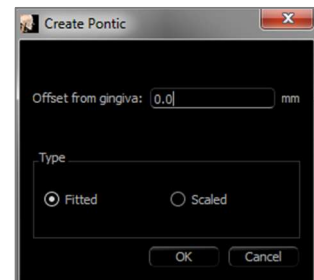 Create Pontic
Offset from gingiva: 0.0 mm
Type
Fitted Scaled
OK Cancel